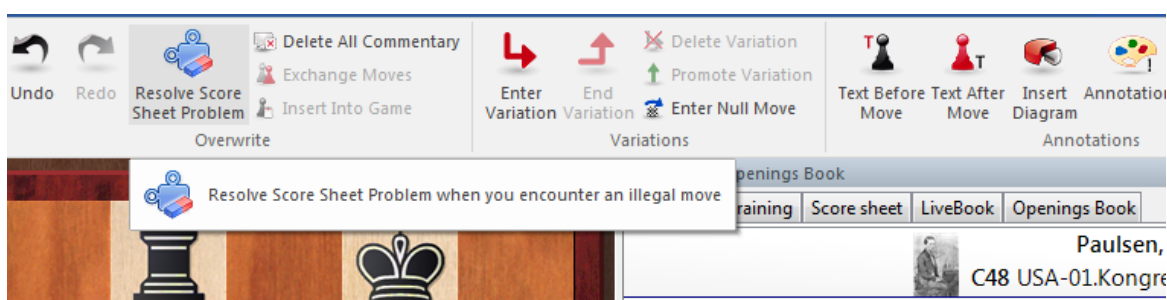 Undo
Redo
Resolve Score
Sheet Problem
Delete All Commentary
Exchange Moves
Insert Into Game
Overwrite
Enter
Variation
End
Variation
Delete Variation
Promote Variation
Enter Null Move
Variations
T
Text Before
Move
T
Text After
Move
Insert
Diagram
!
Annotation
Annotations
Resolve Score Sheet Problem when you encounter an illegal move
penings Book
raining
Score sheet
LiveBook
Openings Book
Paulsen,
C48 USA-01.Kongre